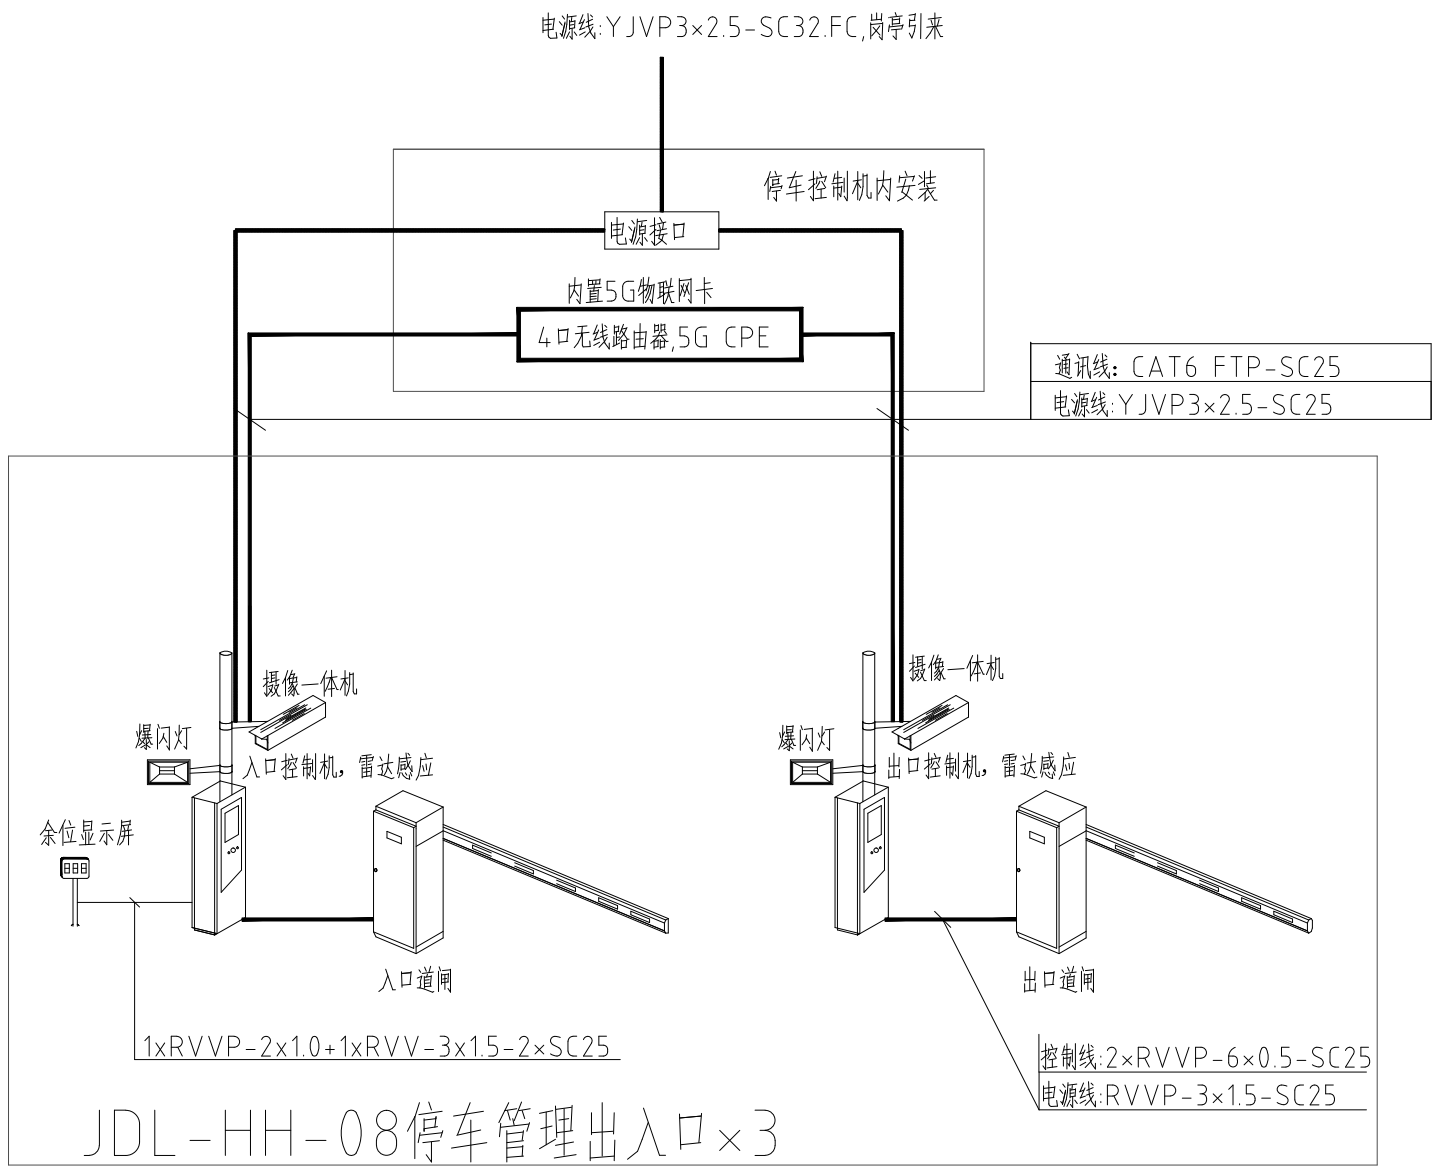 电源线:YJVP3×2.5-SC32.FC,岗亭引来
停车控制机内安装
电源接口
内置5G物联网卡
4口无线路由器,5G CPE
通讯线：CAT6 FTP-SC25
电源线:YJVP3×2.5-SC25
摄像一体机
爆闪灯
入口控制机，雷达感应
余位显示屏
入口道闸
1xRVVP-2x1.0+1xRVV-3x1.5-2×SC25
摄像一体机
爆闪灯
出口控制机，雷达感应
出口道闸
控制线:2×RVVP-6×0.5-SC25
电源线:RVVP-3×1.5-SC25
JDL-HH-08停车管理出入口×3